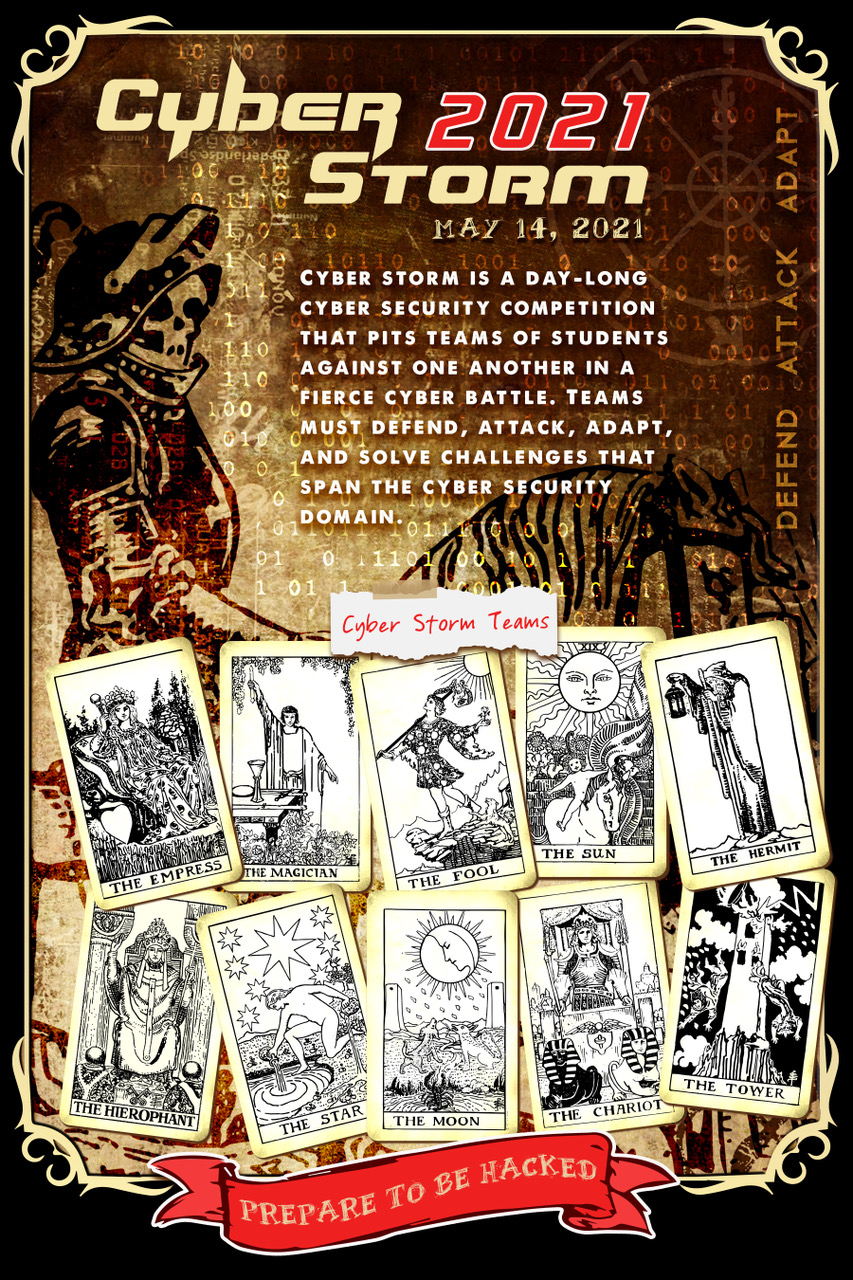 Cyber 2021
Storm
MAY 14, 2021
CYBER STORM IS A DAY-LONG
CYBER SECURITY COMPETITION
THAT PITS TEAMS OF STUDENTS
AGAINST ONE ANOTHER IN A
FIERCE CYBER BATTLE. TEAMS
MUST DEFEND, ATTACK, ADAPT,
AND SOLVE CHALLENGES THAT
SPAN THE CYBER SECURITY
DOMAIN.
DEFEND ATTACK ADAPT
Cyber Storm Teams
XIX
THE EMPRESS
THE MAGICIAN
THE FOOL
THE SUN
THE HERMIT
THE HIEROPHANT
THE STAR
THE MOON
THE CHARIOT
THE TOWER
PREPARE TO BE HACKED